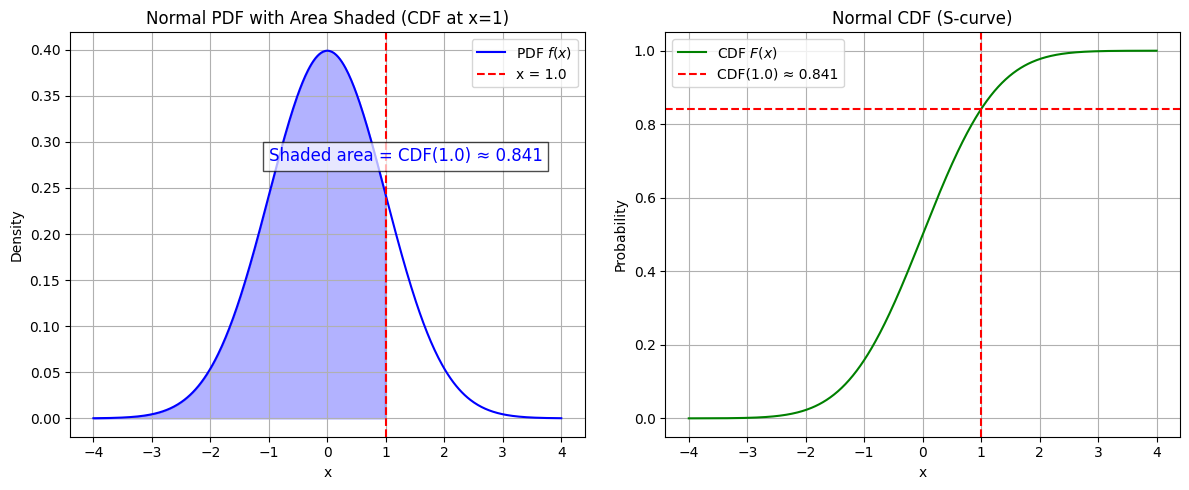 Normal PDF with Area Shaded (CDF at x=1)
PDF f(x)
x = 1.0
Shaded area = CDF(1.0) ≈ 0.841
Density
0.40
0.35
0.30
0.25
0.20
0.15
0.10
0.05
0.00
−4 −3 −2 −1 0 1 2 3 4
x
Normal CDF (S-curve)
CDF F(x)
CDF(1.0) ≈ 0.841
Probability
1.0
0.8
0.6
0.4
0.2
0.0
−4 −3 −2 −1 0 1 2 3 4
x